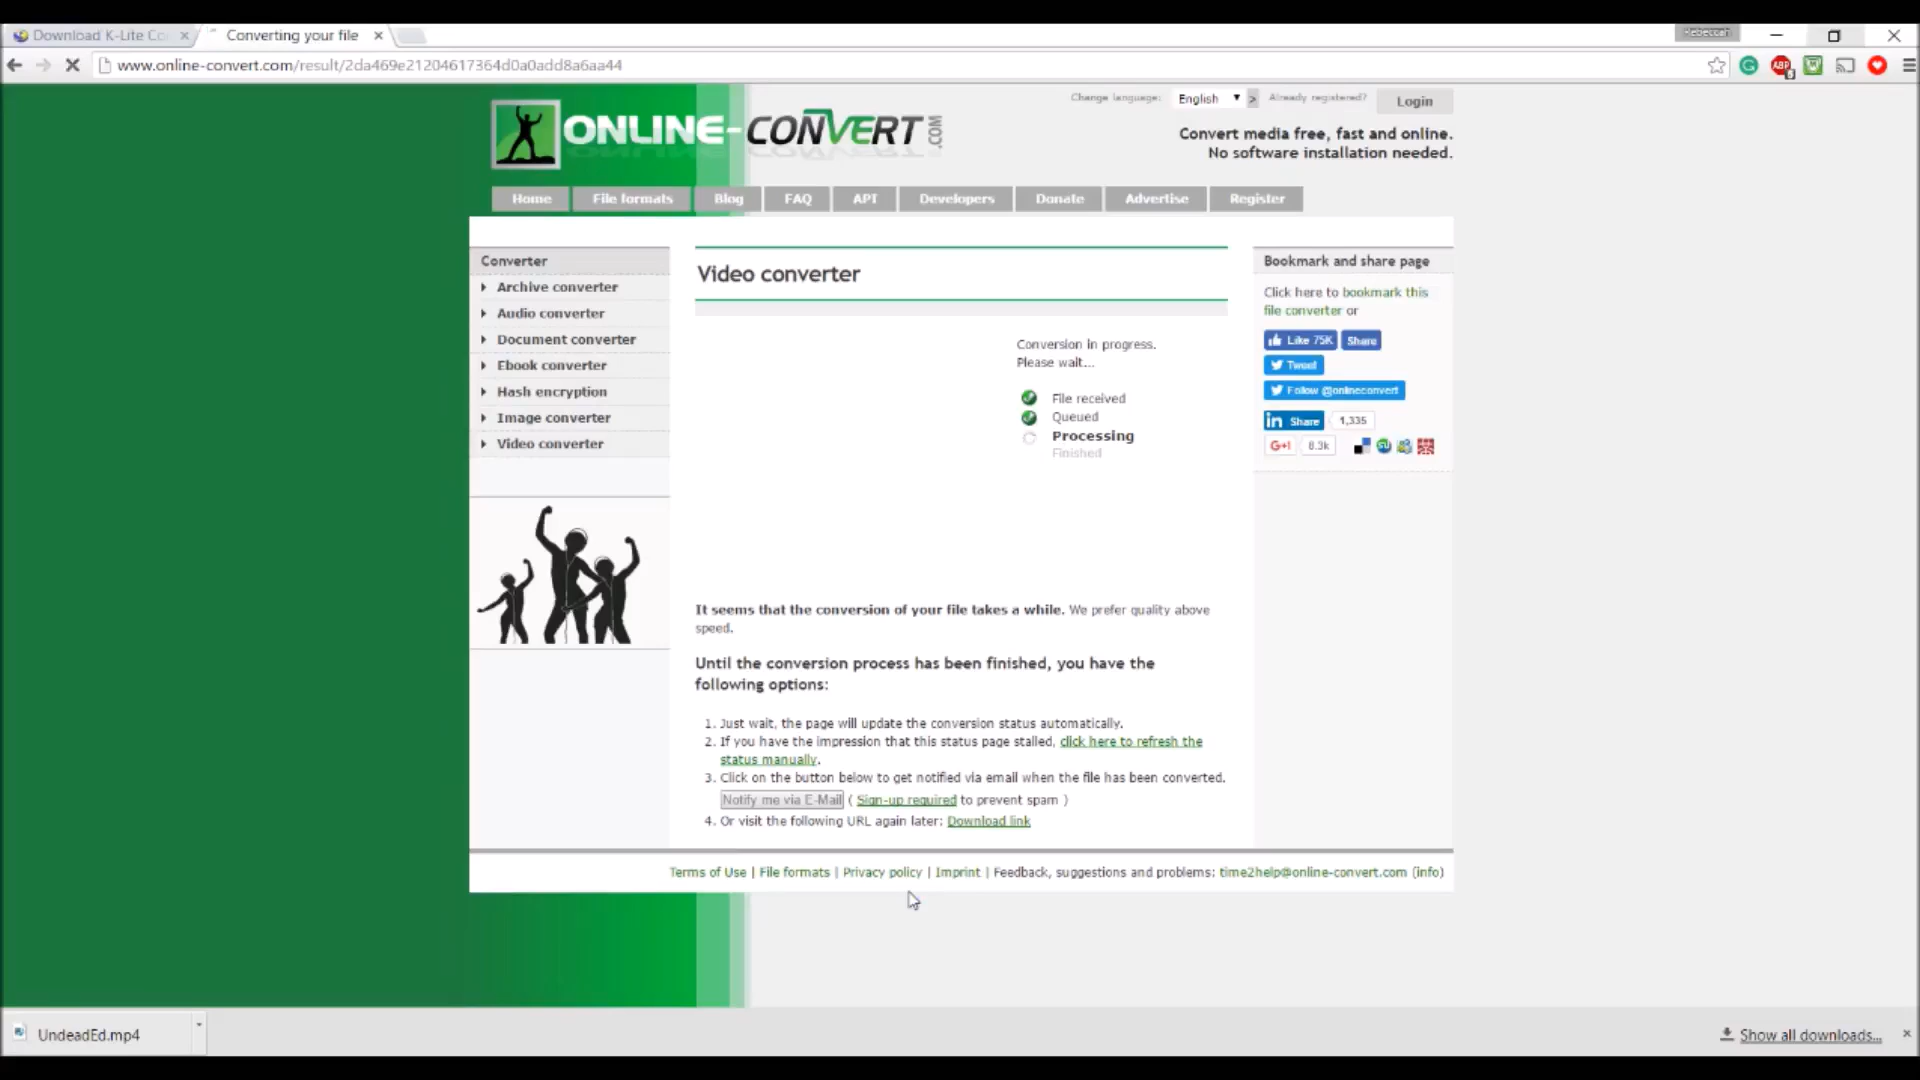 Download K-Lite Co
Converting your file
Rebeccah
www.online-convert.com/result/2da469e21204617364d0a0add8a6aa44
ABP
Change language:
English
>
Already registered?
Login
ONLINE-CONVERT.COM
Convert media free, fast and online.
No software installation needed.
Home
File formats
Blog
FAQ
API
Developers
Donate
Advertise
Register
Converter
Archive converter
Audio converter
Document converter
Ebook converter
Hash encryption
Image converter
Video converter
Video converter
Conversion in progress.
Please wait...
File received
Queued
Processing
Finished
It seems that the conversion of your file takes a while. We prefer quality above
speed.
Until the conversion process has been finished, you have the
following options:
1. Just wait, the page will update the conversion status automatically.
2. If you have the impression that this status page stalled, click here to refresh the
status manually.
3. Click on the button below to get notified via email when the file has been converted.
Notify me via E-Mail ( Sign-up required to prevent spam )
4. Or visit the following URL again later: Download link
Bookmark and share page
Click here to bookmark this
file converter or
Like 75K Share
Tweet
Follow @onlineconvert
in Share 1,335
G+1 8.3k
Terms of Use | File formats | Privacy policy | Imprint | Feedback, suggestions and problems: time2help@online-convert.com (info)
UndeadEd.mp4
Show all downloads...